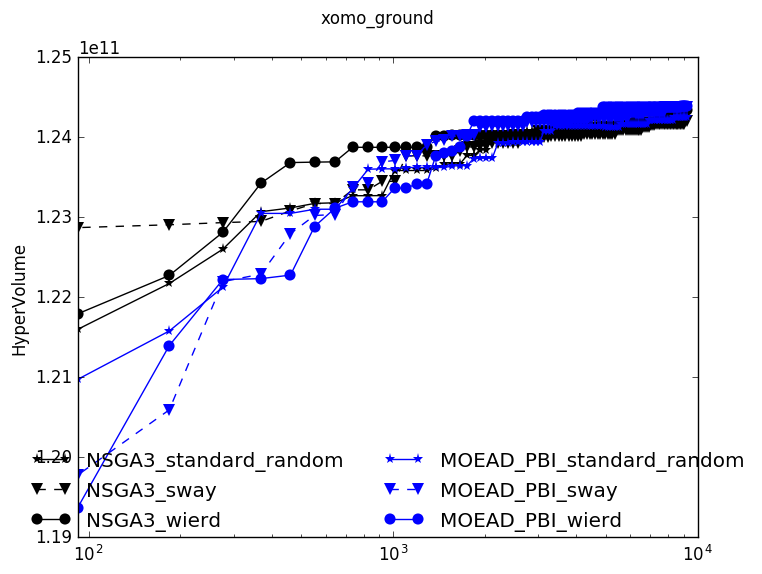 xomo_ground
1e11
1.25
1.24
1.23
1.22
1.21
1.20
1.19
HyperVolume
NSGA3_standard_random
NSGA3_sway
NSGA3_wierd
MOEAD_PBI_standard_random
MOEAD_PBI_sway
MOEAD_PBI_wierd
10²
10³
10⁴